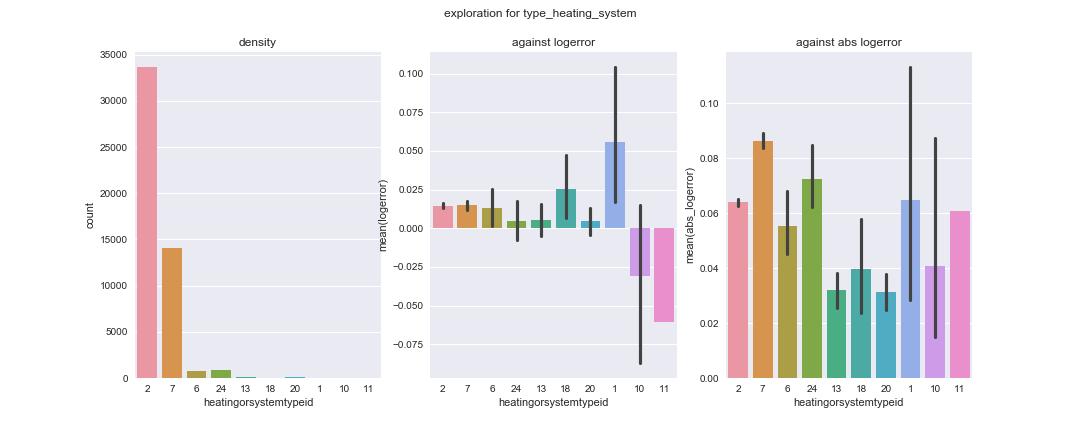 exploration for type_heating_system
density
against logerror
against abs logerror
count
35000
30000
25000
20000
15000
10000
5000
0
2 7 6 24 13 18 20 1 10 11
heatingorsystemtypeid
mean(logerror)
0.100
0.075
0.050
0.025
0.000
−0.025
−0.050
−0.075
2 7 6 24 13 18 20 1 10 11
heatingorsystemtypeid
mean(abs_logerror)
0.10
0.08
0.06
0.04
0.02
0.00
2 7 6 24 13 18 20 1 10 11
heatingorsystemtypeid